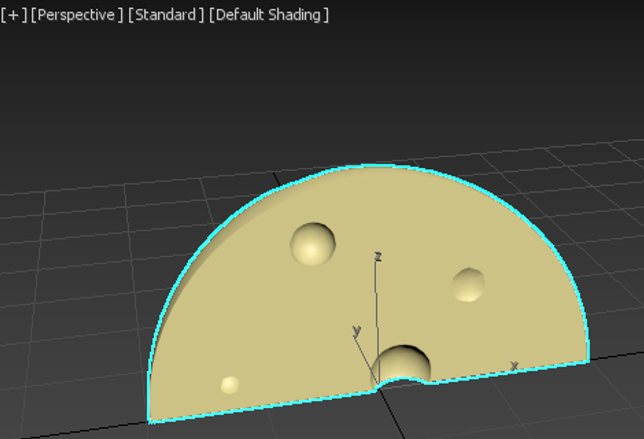 [+] [Perspective ] [Standard ] [Default Shading ]
z
y
x